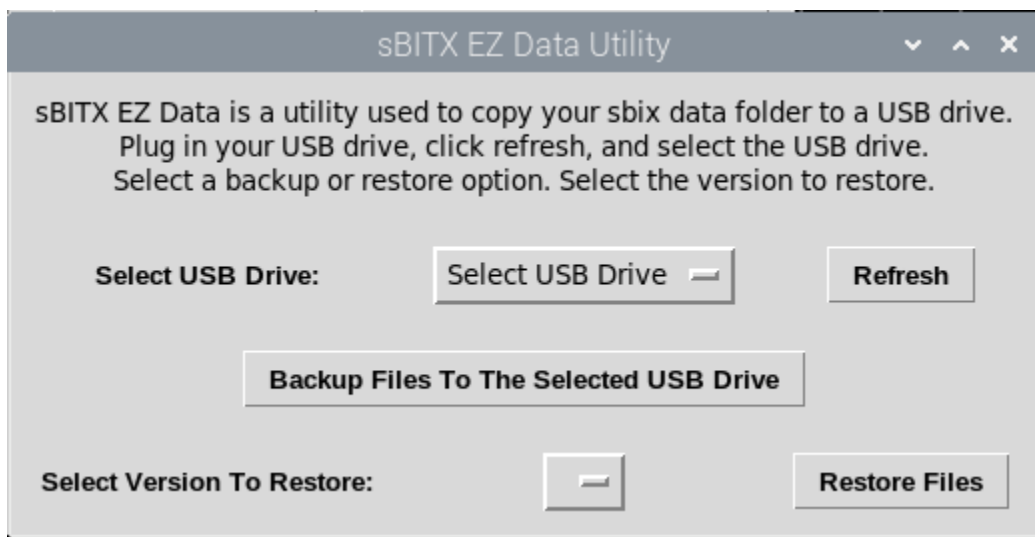 sBITX EZ Data Utility
sBITX EZ Data is a utility used to copy your sbix data folder to a USB drive.
Plug in your USB drive, click refresh, and select the USB drive.
Select a backup or restore option. Select the version to restore.
Select USB Drive: Select USB Drive Refresh
Backup Files To The Selected USB Drive
Select Version To Restore: Restore Files